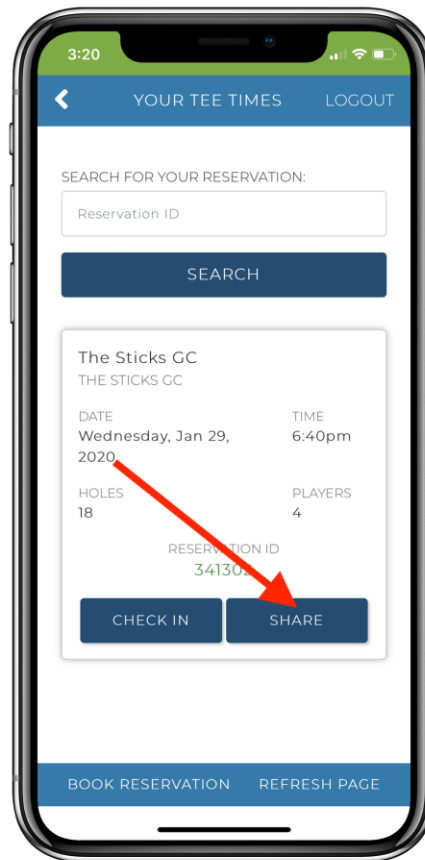 3:20
YOUR TEE TIMES LOGOUT
SEARCH FOR YOUR RESERVATION:
Reservation ID
SEARCH
The Sticks GC
THE STICKS GC
DATE TIME
Wednesday, Jan 29, 6:40pm
2020
HOLES PLAYERS
18 4
RESERVATION ID
341302
CHECK IN SHARE
BOOK RESERVATION REFRESH PAGE